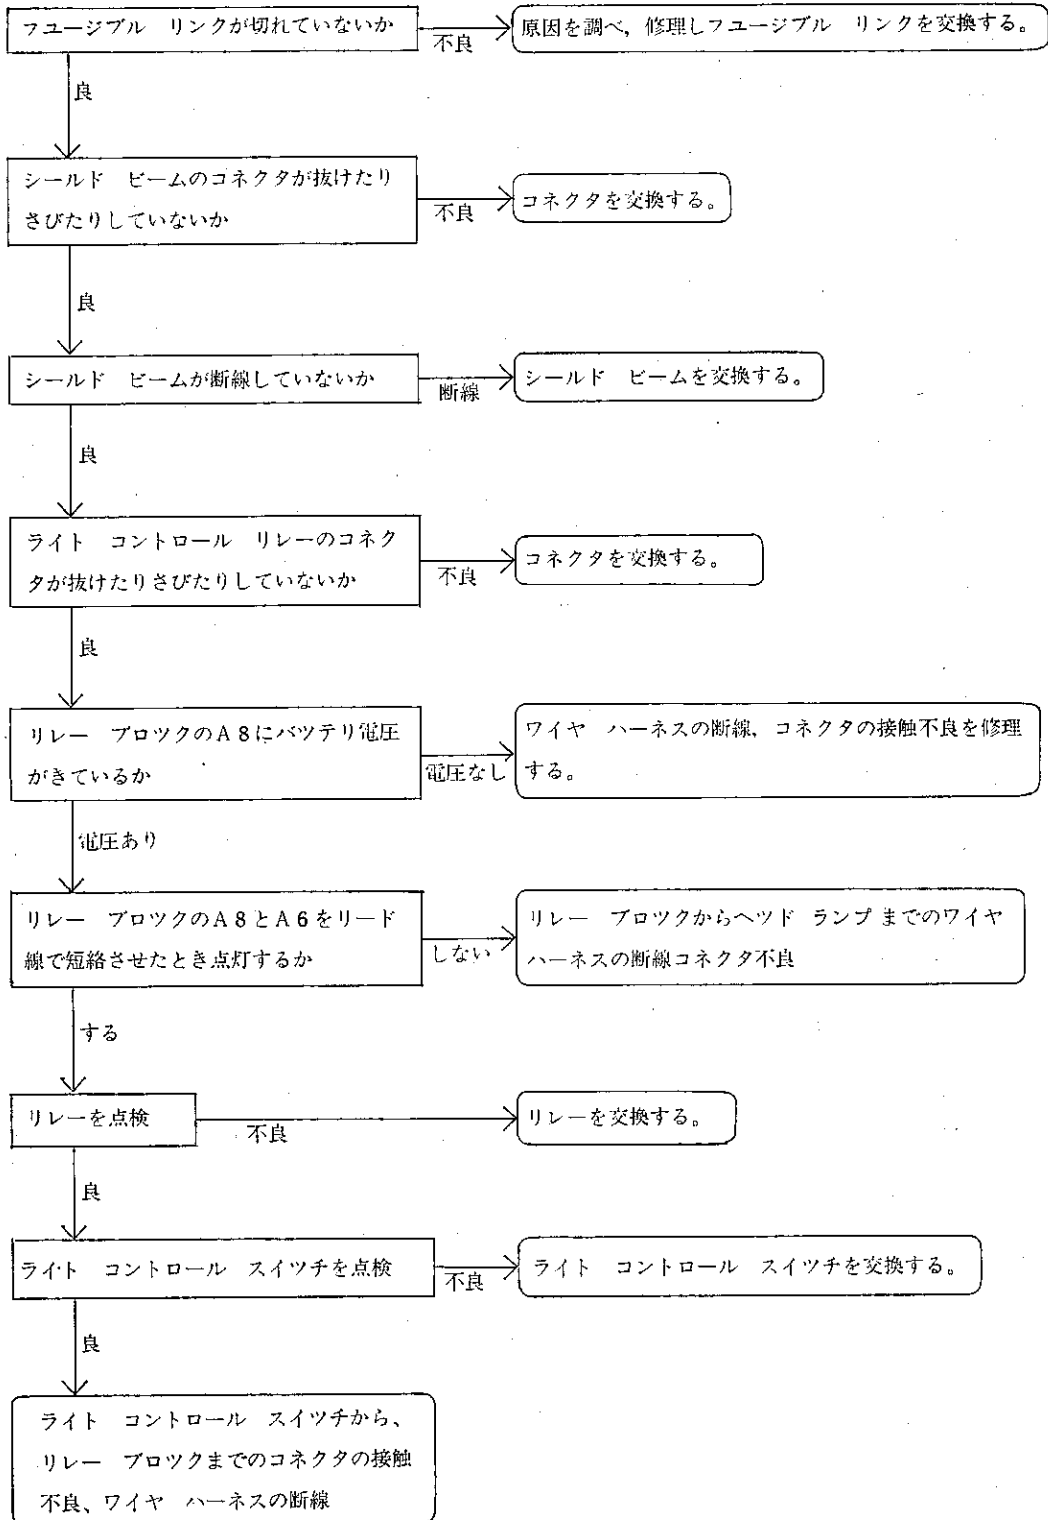 フユージブル　リンクが切れていないか
不良
原因を調べ，修理しフユージブル　リンクを交換する。
良
シールド　ビームのコネクタが抜けたり
さびたりしていないか
不良
コネクタを交換する。
良
シールド　ビームが断線していないか
断線
シールド　ビームを交換する。
良
ライト　コントロール　リレーのコネク
タが抜けたりさびたりしていないか
不良
コネクタを交換する。
良
リレー　ブロツクのA8にバツテリ電圧
がきているか
電圧なし
ワイヤ　ハーネスの断線、コネクタの接触不良を修理
する。
電圧あり
リレー　ブロツクのA8とA6をリード
線で短絡させたとき点灯するか
しない
リレー　ブロツクからヘツド　ランプまでのワイヤ
ハーネスの断線コネクタ不良
する
リレーを点検
不良
リレーを交換する。
良
ライト　コントロール　スイツチを点検
不良
ライト　コントロール　スイツチを交換する。
良
ライト　コントロール　スイツチから、
リレー　ブロツクまでのコネクタの接触
不良、ワイヤ　ハーネスの断線